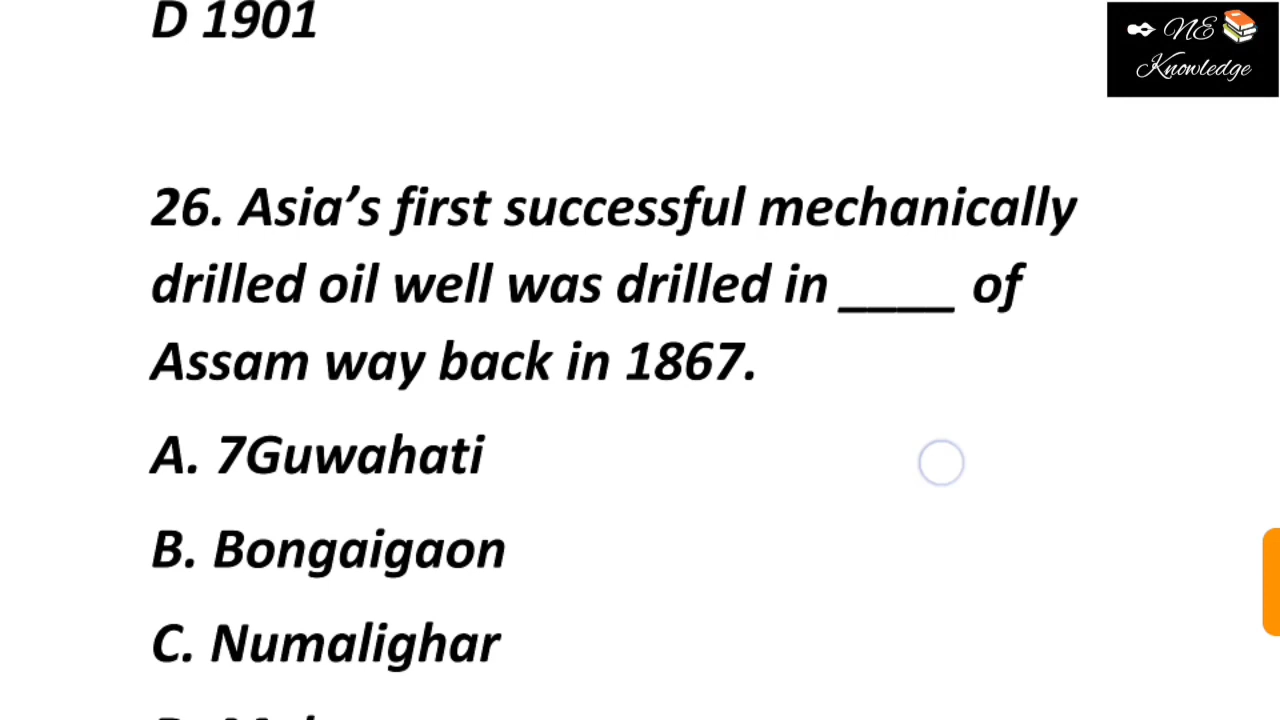 D 1901
NE
Knowledge
26. Asia’s first successful mechanically
drilled oil well was drilled in ____ of
Assam way back in 1867.
A. 7Guwahati
B. Bongaigaon
C. Numalighar